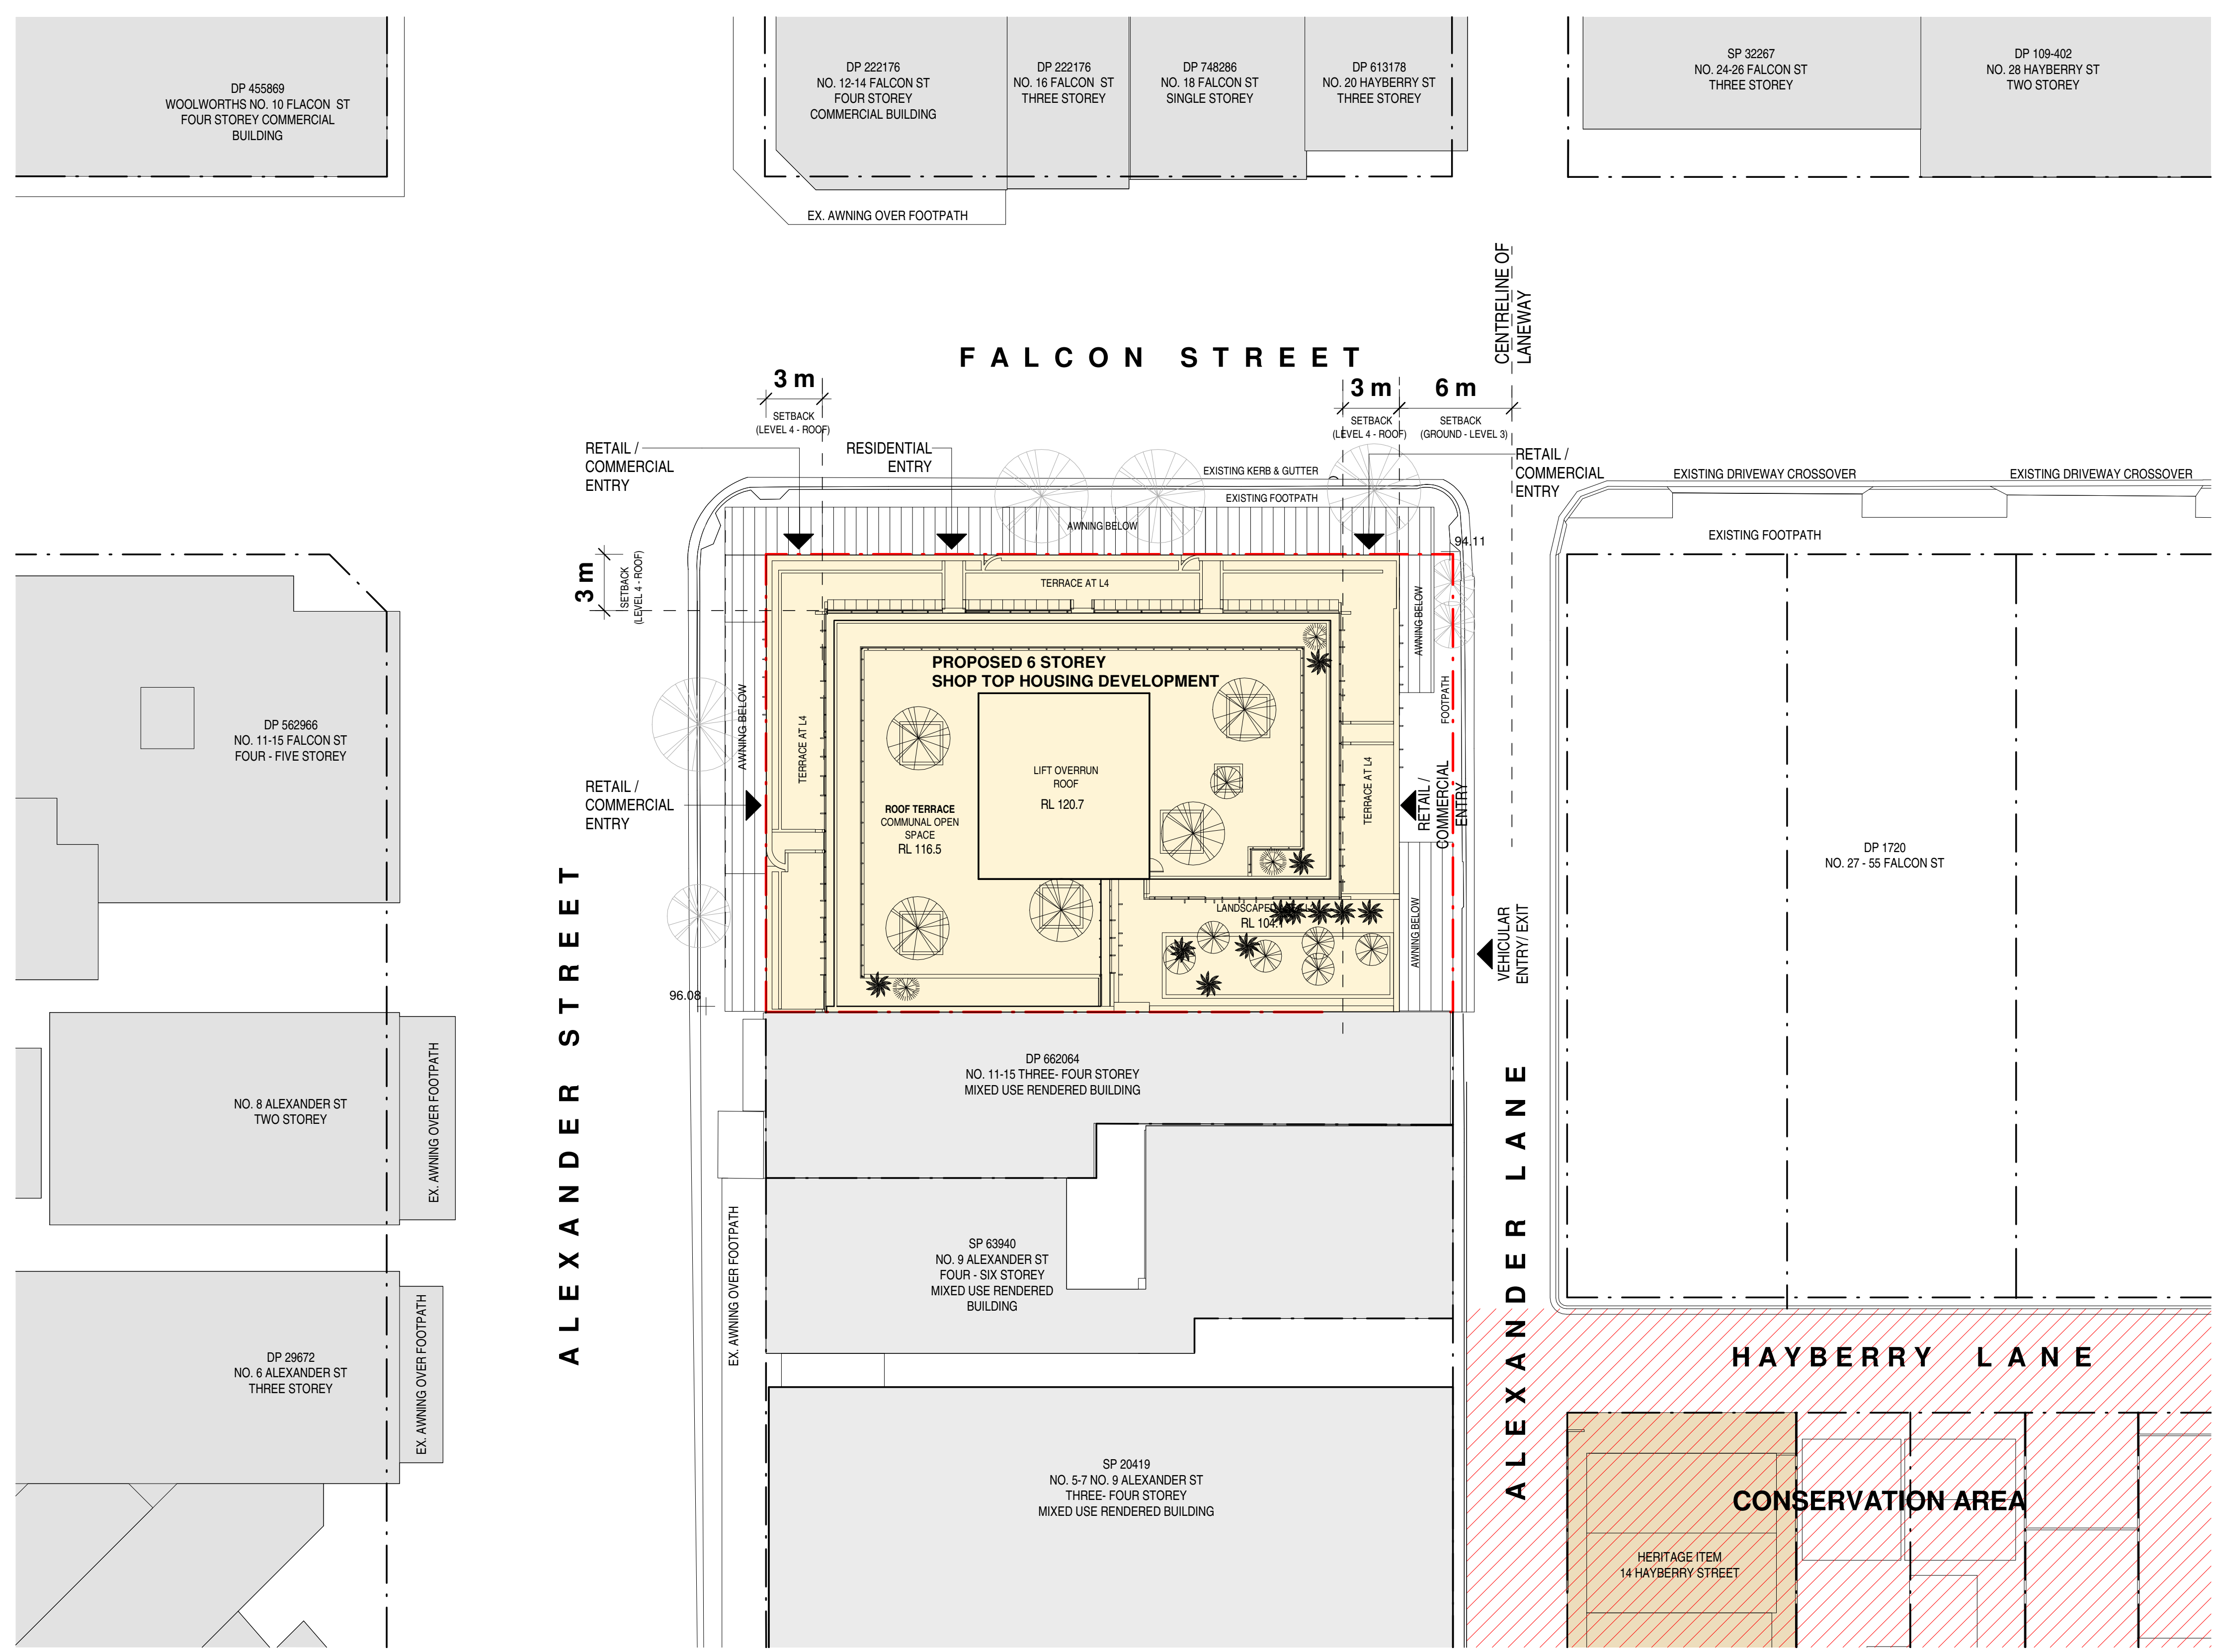 DP 455869
WOOLWORTHS NO. 10 FLACON ST
FOUR STOREY COMMERCIAL
BUILDING
DP 222176
NO. 12-14 FALCON ST
FOUR STOREY
COMMERCIAL BUILDING
DP 222176
NO. 16 FALCON ST
THREE STOREY
DP 748286
NO. 18 FALCON ST
SINGLE STOREY
DP 613178
NO. 20 HAYBERRY ST
THREE STOREY
SP 32267
NO. 24-26 FALCON ST
THREE STOREY
DP 109-402
NO. 28 HAYBERRY ST
TWO STOREY
EX. AWNING OVER FOOTPATH
CENTRELINE OF
LANEWAY
FALCON STREET
3 m
SETBACK
(LEVEL 4 - ROOF)
3 m
SETBACK
(LEVEL 4 - ROOF)
6 m
SETBACK
(GROUND - LEVEL 3)
RETAIL /
COMMERCIAL
ENTRY
RESIDENTIAL
ENTRY
RETAIL /
COMMERCIAL
ENTRY
EXISTING KERB & GUTTER
EXISTING FOOTPATH
AWNING BELOW
EXISTING DRIVEWAY CROSSOVER
EXISTING DRIVEWAY CROSSOVER
EXISTING FOOTPATH
94.11
3 m
SETBACK
(LEVEL 4 - ROOF)
TERRACE AT L4
AWNING BELOW
PROPOSED 6 STOREY
SHOP TOP HOUSING DEVELOPMENT
FOOTPATH
AWNING BELOW
TERRACE AT L4
DP 562966
NO. 11-15 FALCON ST
FOUR - FIVE STOREY
LIFT OVERRUN
ROOF
RL 120.7
ROOF TERRACE
COMMUNAL OPEN
SPACE
RL 116.5
TERRACE AT L4
RETAIL /
COMMERCIAL
ENTRY
RETAIL /
COMMERCIAL
ENTRY
DP 1720
NO. 27 - 55 FALCON ST
LANDSCAPED
RL 104.1
AWNING BELOW
VEHICULAR
ENTRY/ EXIT
96.08
ALEXANDER STREET
DP 662064
NO. 11-15 THREE- FOUR STOREY
MIXED USE RENDERED BUILDING
NO. 8 ALEXANDER ST
TWO STOREY
EX. AWNING OVER FOOTPATH
EX. AWNING OVER FOOTPATH
SP 63940
NO. 9 ALEXANDER ST
FOUR - SIX STOREY
MIXED USE RENDERED
BUILDING
ALEXANDER LANE
HAYBERRY LANE
DP 29672
NO. 6 ALEXANDER ST
THREE STOREY
EX. AWNING OVER FOOTPATH
SP 20419
NO. 5-7 NO. 9 ALEXANDER ST
THREE- FOUR STOREY
MIXED USE RENDERED BUILDING
CONSERVATION AREA
HERITAGE ITEM
14 HAYBERRY STREET